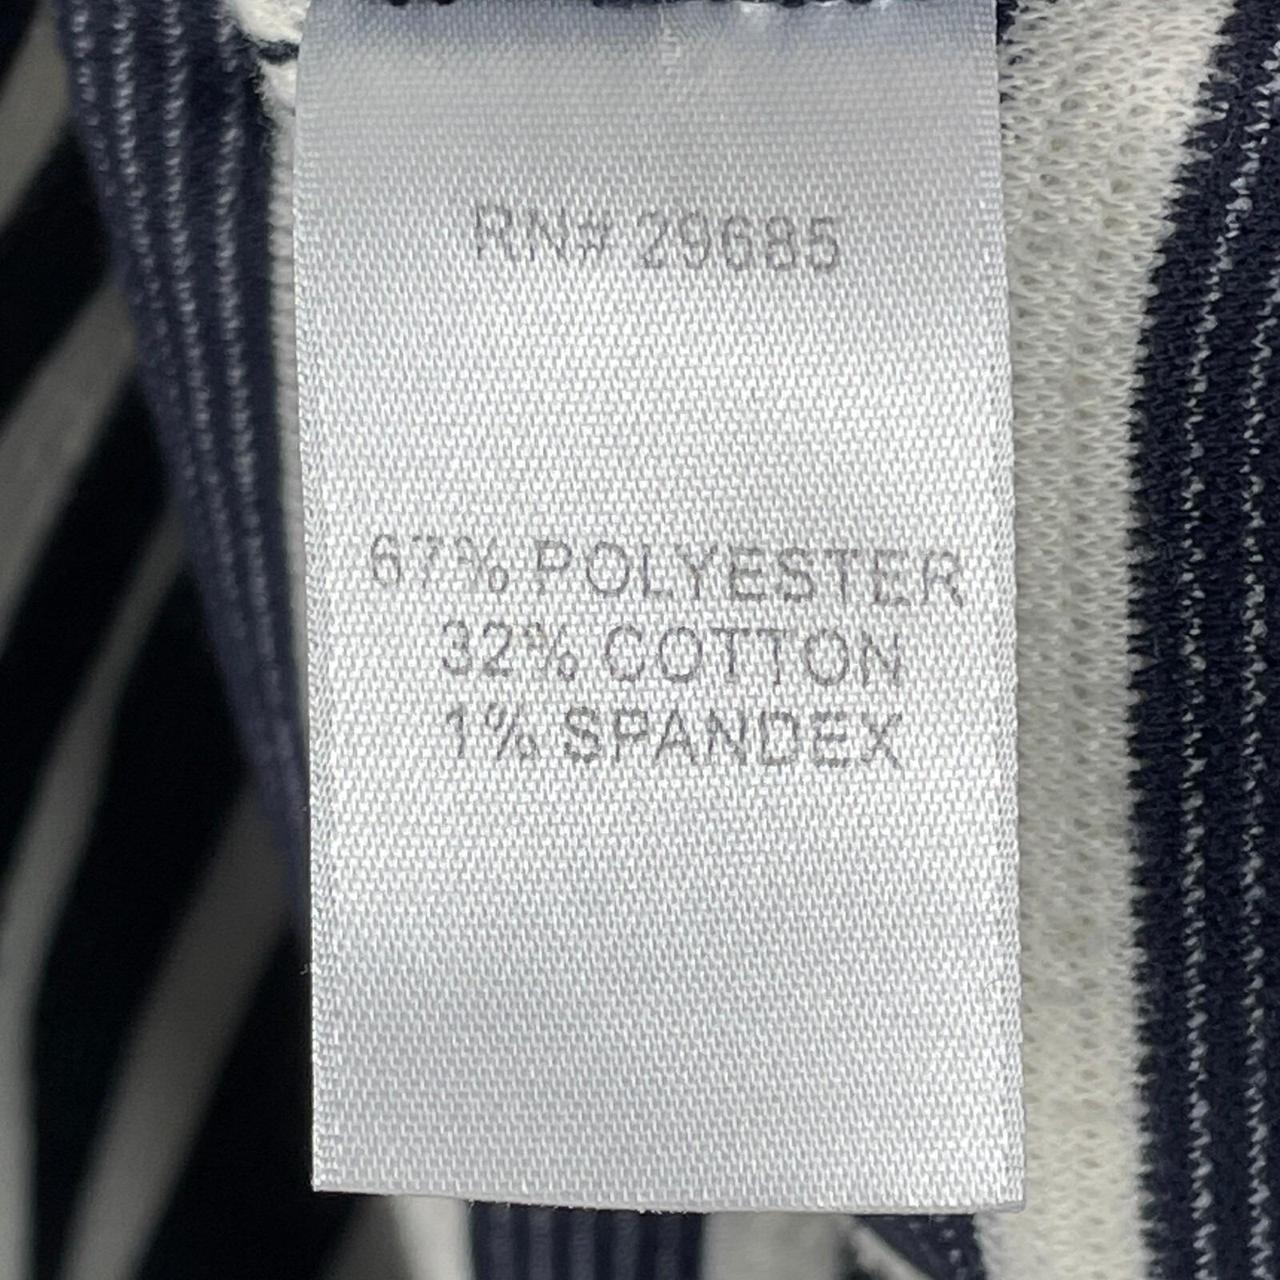 RN# 29685
67% POLYESTER
32% COTTON
1% SPANDEX